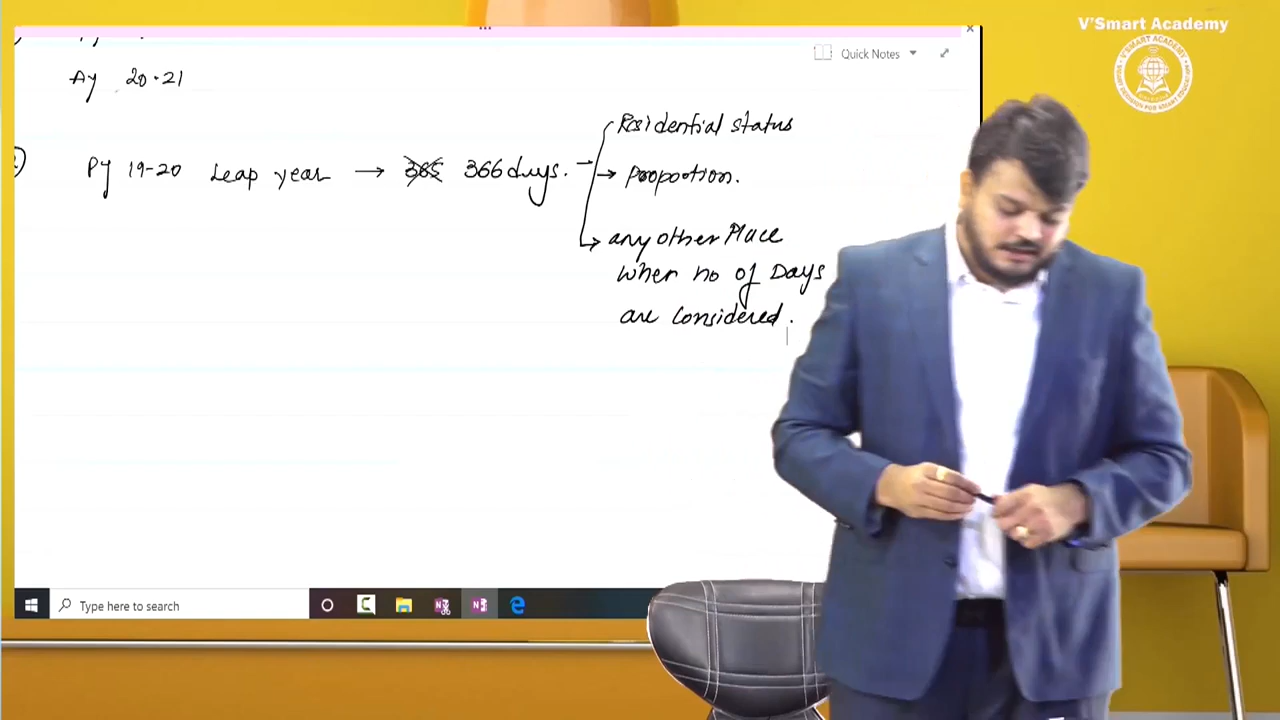 V'Smart Academy
Quick Notes
AY 20-21
PY 19-20 Leap year → 365 366 days. →
Residential status
→ Propotion.
→ any other Place
when no of Days
are considered.
Type here to search